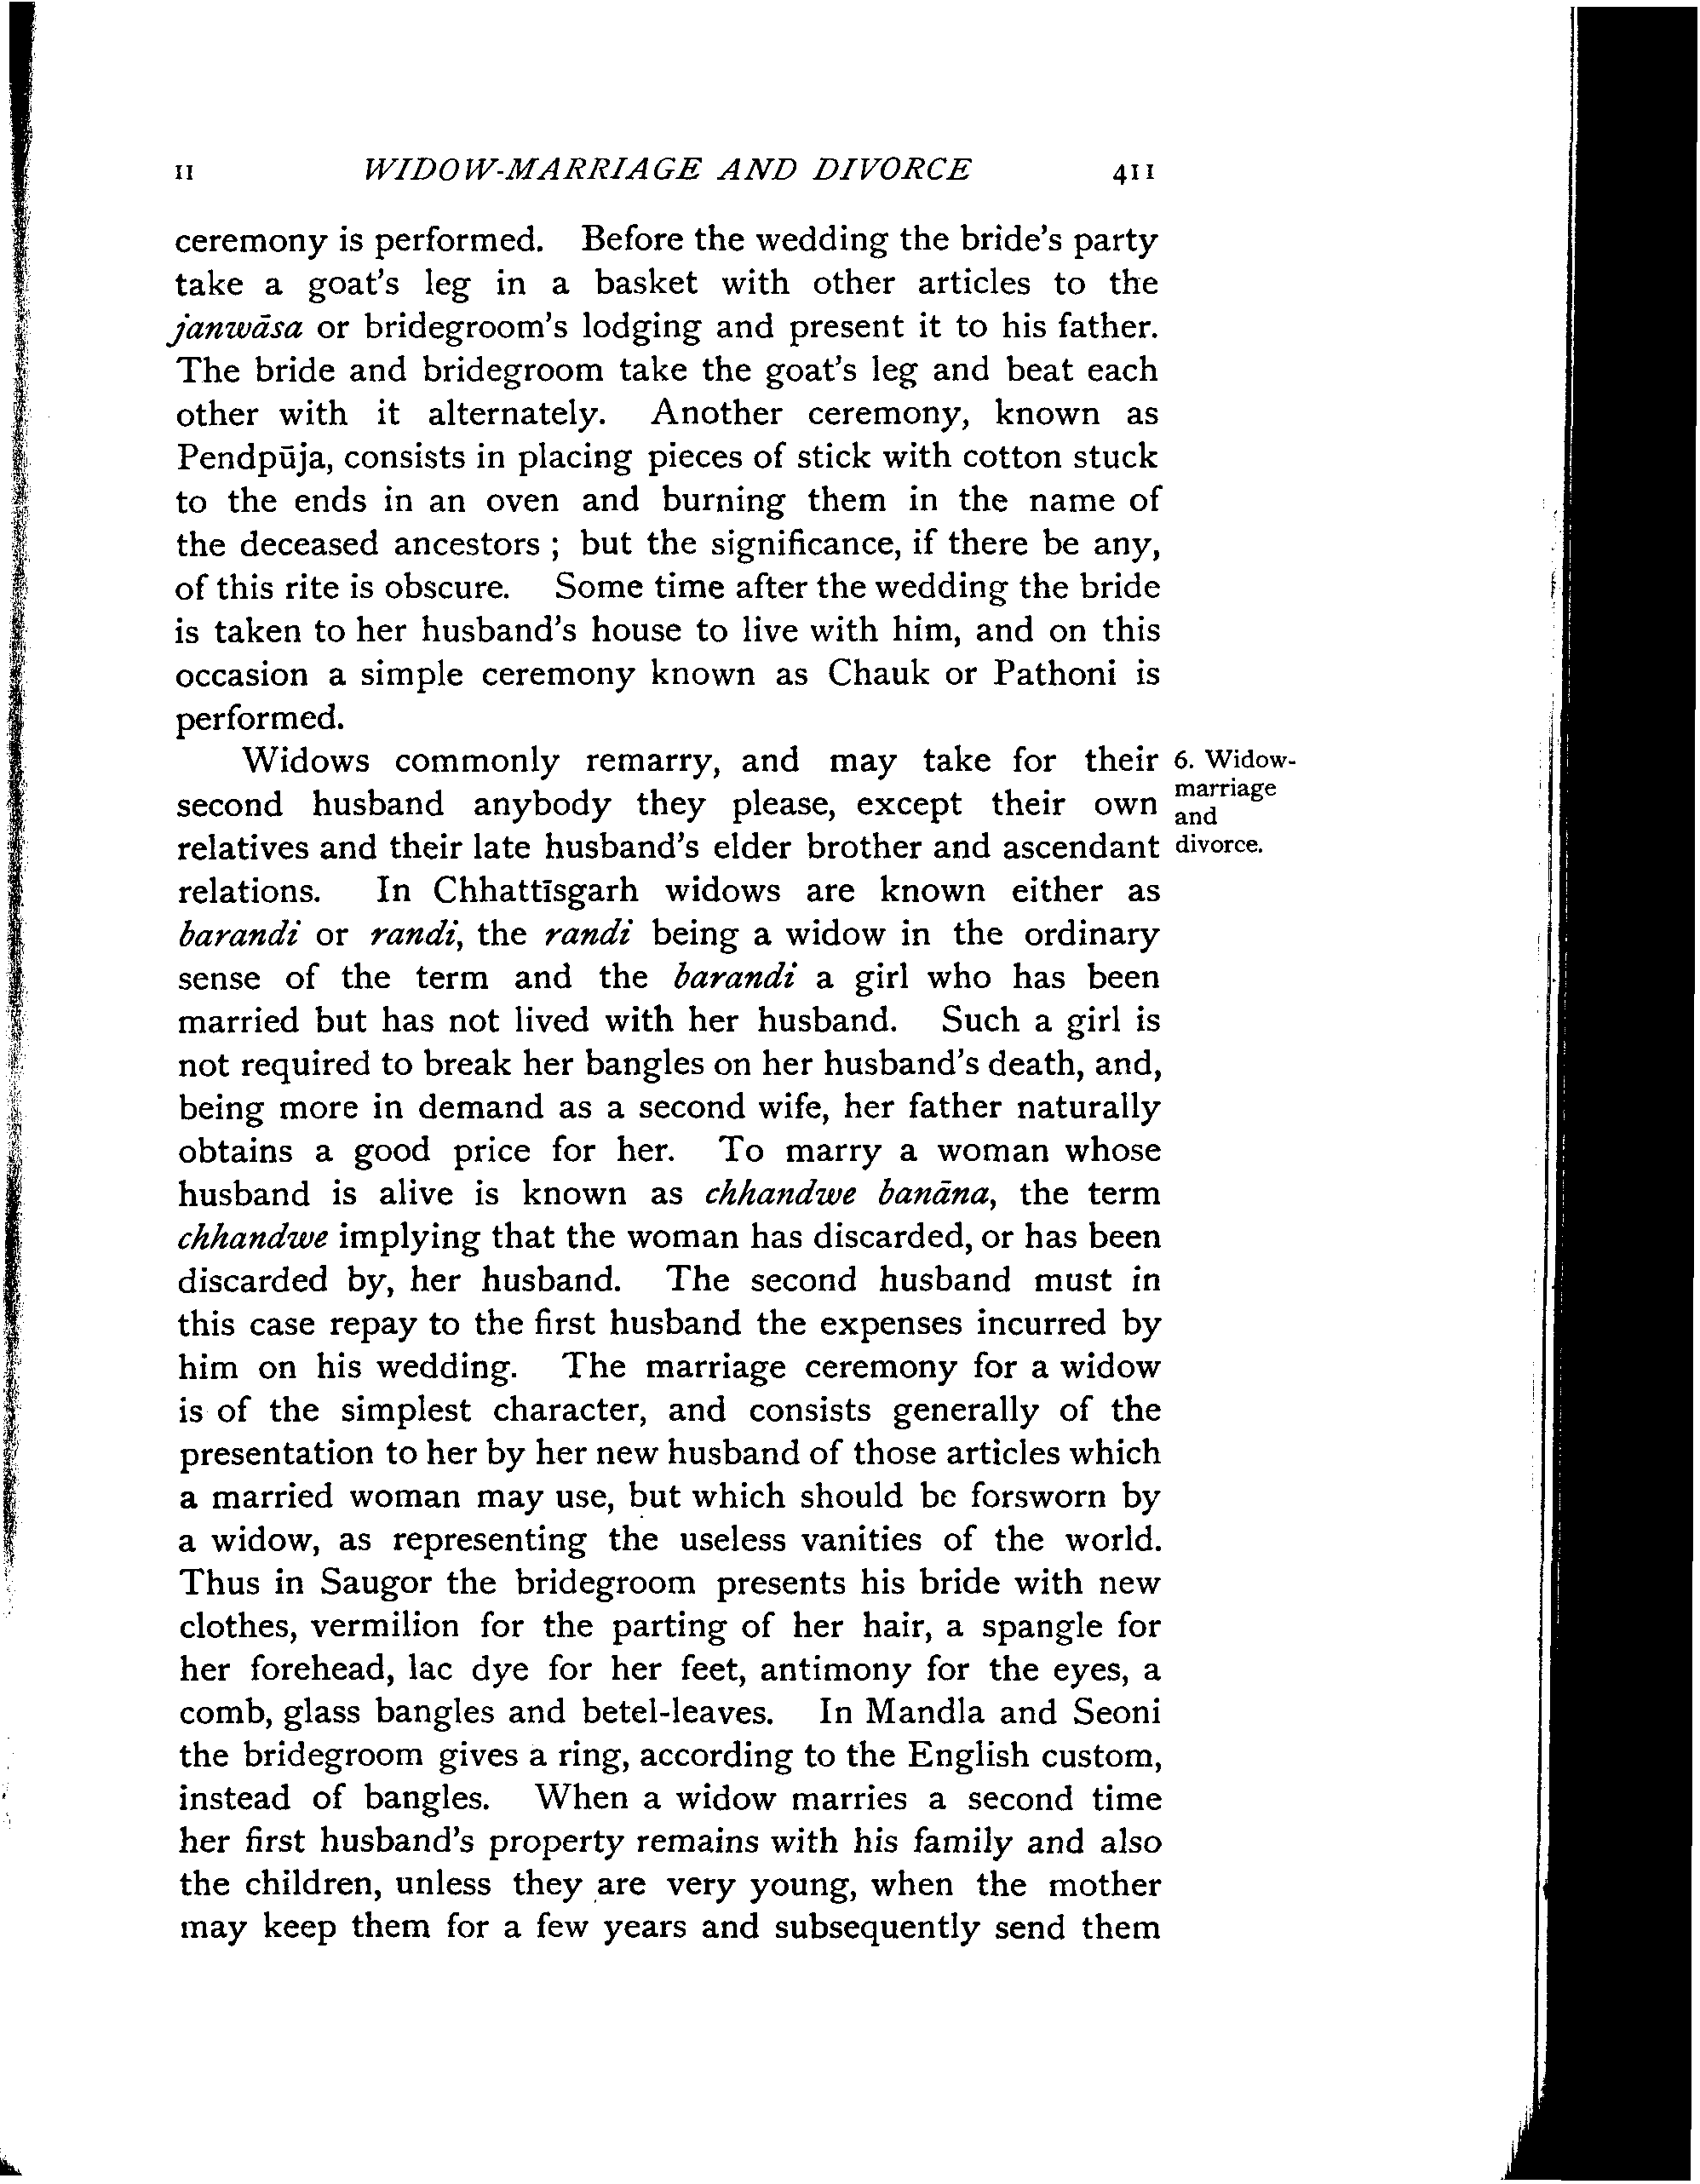 II WIDOW-MARRIAGE AND DIVORCE 411
ceremony is performed. Before the wedding the bride's party
take a goat's leg in a basket with other articles to the
janwāsa or bridegroom's lodging and present it to his father.
The bride and bridegroom take the goat's leg and beat each
other with it alternately. Another ceremony, known as
Pendpūja, consists in placing pieces of stick with cotton stuck
to the ends in an oven and burning them in the name of
the deceased ancestors ; but the significance, if there be any,
of this rite is obscure. Some time after the wedding the bride
is taken to her husband's house to live with him, and on this
occasion a simple ceremony known as Chauk or Pathoni is
performed.
Widows commonly remarry, and may take for their
second husband anybody they please, except their own
relatives and their late husband's elder brother and ascendant
relations. In Chhattīsgarh widows are known either as
barandi or randi, the randi being a widow in the ordinary
sense of the term and the barandi a girl who has been
married but has not lived with her husband. Such a girl is
not required to break her bangles on her husband's death, and,
being more in demand as a second wife, her father naturally
obtains a good price for her. To marry a woman whose
husband is alive is known as chhandwe banāna, the term
chhandwe implying that the woman has discarded, or has been
discarded by, her husband. The second husband must in
this case repay to the first husband the expenses incurred by
him on his wedding. The marriage ceremony for a widow
is of the simplest character, and consists generally of the
presentation to her by her new husband of those articles which
a married woman may use, but which should be forsworn by
a widow, as representing the useless vanities of the world.
Thus in Saugor the bridegroom presents his bride with new
clothes, vermilion for the parting of her hair, a spangle for
her forehead, lac dye for her feet, antimony for the eyes, a
comb, glass bangles and betel-leaves. In Mandla and Seoni
the bridegroom gives a ring, according to the English custom,
instead of bangles. When a widow marries a second time
her first husband's property remains with his family and also
the children, unless they are very young, when the mother
may keep them for a few years and subsequently send them
6. Widow-
marriage
and
divorce.